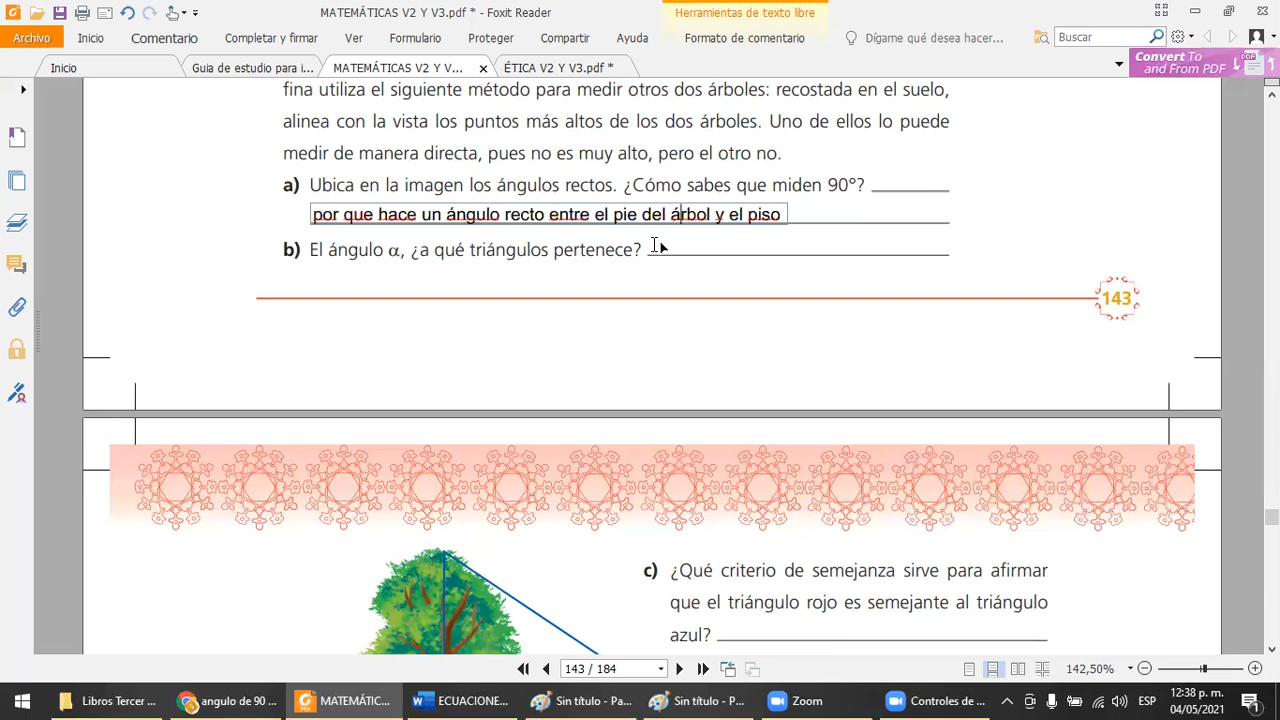 MATEMÁTICAS V2 Y V3.pdf * - Foxit Reader
Herramientas de texto libre
Archivo
Inicio
Comentario
Completar y firmar
Ver
Formulario
Proteger
Compartir
Ayuda
Formato de comentario
Dígame qué desea hacer...
Buscar
Inicio
Guia de estudio para i...
MATEMÁTICAS V2 Y V...
ÉTICA V2 Y V3.pdf *
Convert To
and From PDF
PDF
fina utiliza el siguiente método para medir otros dos árboles: recostada en el suelo,
alinea con la vista los puntos más altos de los dos árboles. Uno de ellos lo puede
medir de manera directa, pues no es muy alto, pero el otro no.
a) Ubica en la imagen los ángulos rectos. ¿Cómo sabes que miden 90°?
por que hace un ángulo recto entre el pie del árbol y el piso
b) El ángulo α, ¿a qué triángulos pertenece?
143
c) ¿Qué criterio de semejanza sirve para afirmar
que el triángulo rojo es semejante al triángulo
azul?
143 / 184
142,50%
Libros Tercer ...
angulo de 90 ...
MATEMÁTIC...
ECUACIONE...
Sin título - Pa...
Sin título - P...
Zoom
Controles de ...
ESP
12:38 p. m.
04/05/2021